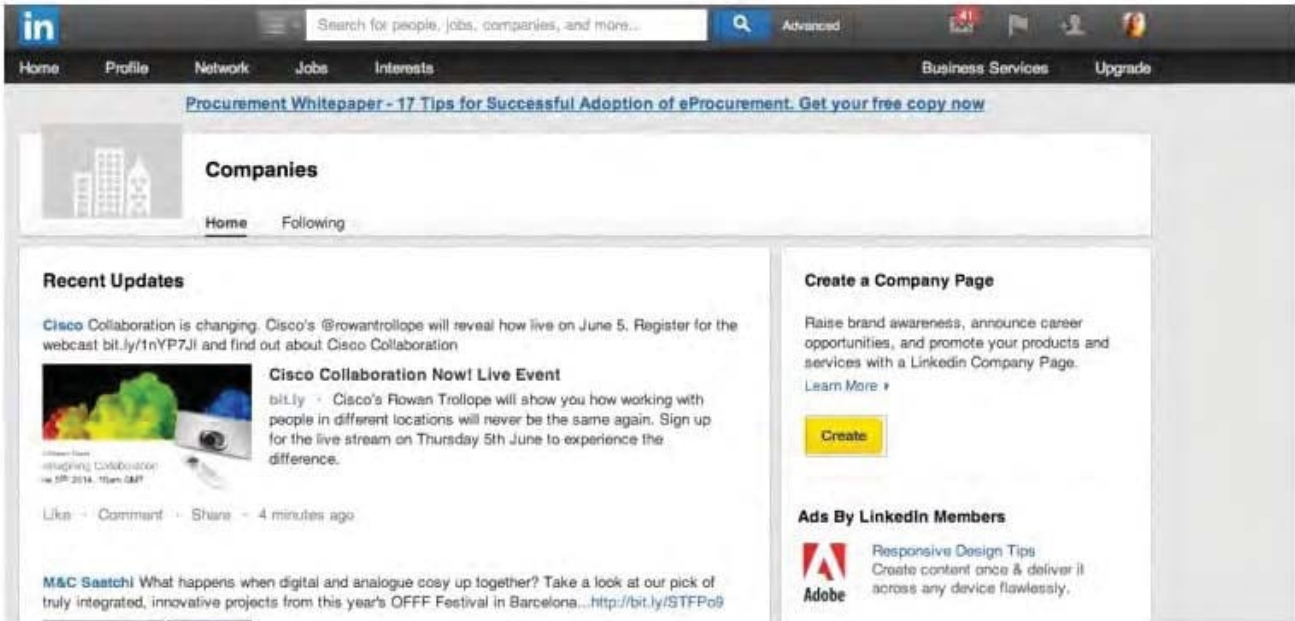 in
Search for people, jobs, companies, and more...
Advanced
41
Home Profile Network Jobs Interests
Business Services Upgrade
Procurement Whitepaper - 17 Tips for Successful Adoption of eProcurement. Get your free copy now
Companies
Home Following
Recent Updates
Cisco Collaboration is changing. Cisco's @rowantrollope will reveal how live on June 5. Register for the
webcast bit.ly/1nYP7JI and find out about Cisco Collaboration
Cisco Collaboration Now! Live Event
bit.ly · Cisco's Rowan Trollope will show you how working with
people in different locations will never be the same again. Sign up
for the live stream on Thursday 5th June to experience the
difference.
Collaboration
5th 2014, 10am GMT
Like · Comment · Share · 4 minutes ago
M&C Saatchi What happens when digital and analogue cosy up together? Take a look at our pick of
truly integrated, innovative projects from this year's OFFF Festival in Barcelona...http://bit.ly/STFPo9
Create a Company Page
Raise brand awareness, announce career
opportunities, and promote your products and
services with a Linkedin Company Page.
Learn More
Create
Ads By LinkedIn Members
Adobe
Responsive Design Tips
Create content once & deliver it
across any device flawlessly.